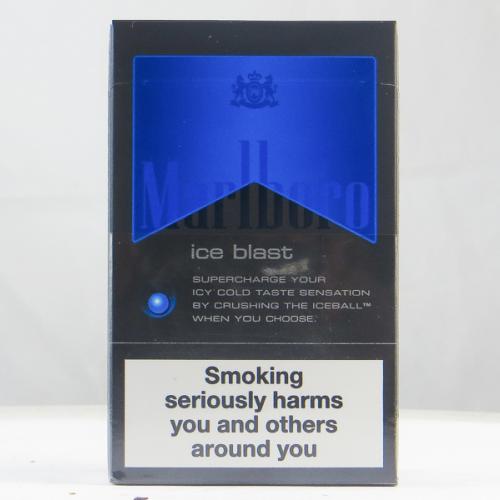 Marlboro
ice blast
SUPERCHARGE YOUR
ICY COLD TASTE SENSATION
BY CRUSHING THE ICEBALL™
WHEN YOU CHOOSE.
Smoking
seriously harms
you and others
around you